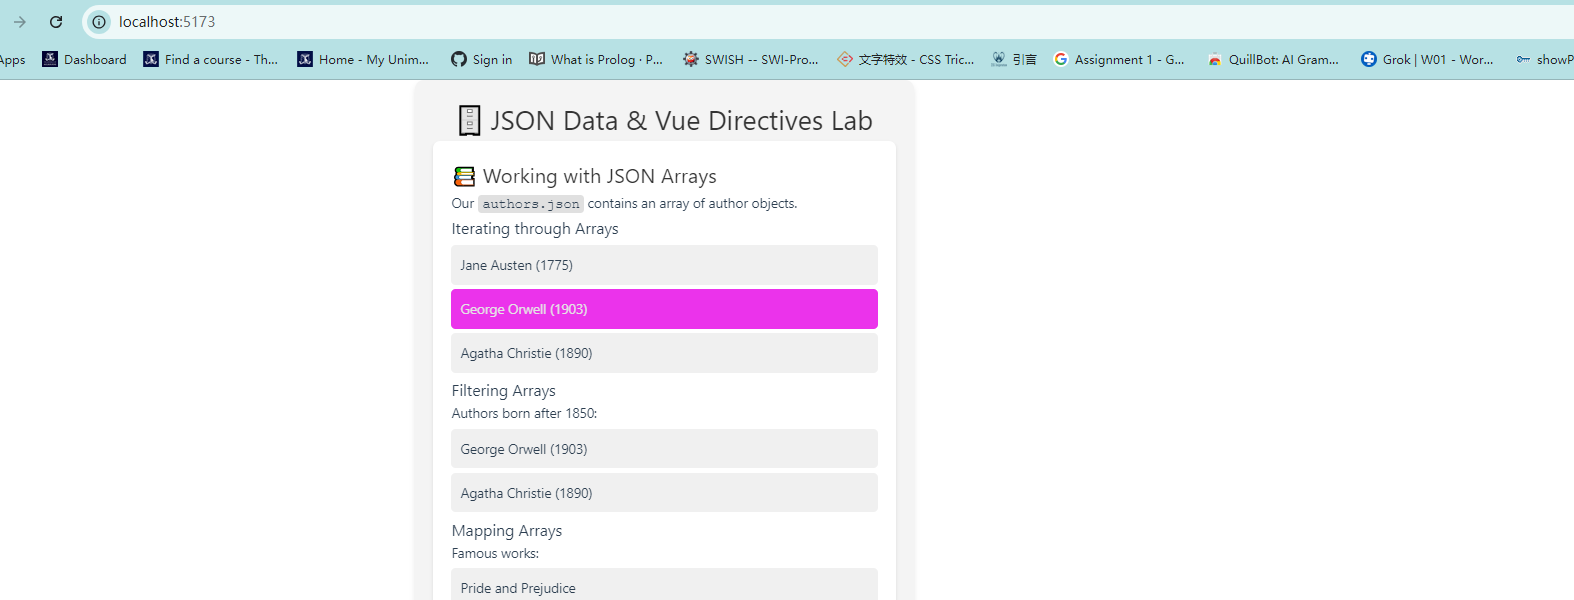 localhost:5173
Apps Dashboard Find a course - Th... Home - My Unim... Sign in What is Prolog · P... SWISH -- SWI-Pro... 文字特效 - CSS Tric... 引言 Assignment 1 - G... QuillBot: AI Gram... Grok | W01 - Wor... showP
JSON Data & Vue Directives Lab
Working with JSON Arrays
Our authors.json contains an array of author objects.
Iterating through Arrays
Jane Austen (1775)
George Orwell (1903)
Agatha Christie (1890)
Filtering Arrays
Authors born after 1850:
George Orwell (1903)
Agatha Christie (1890)
Mapping Arrays
Famous works:
Pride and Prejudice